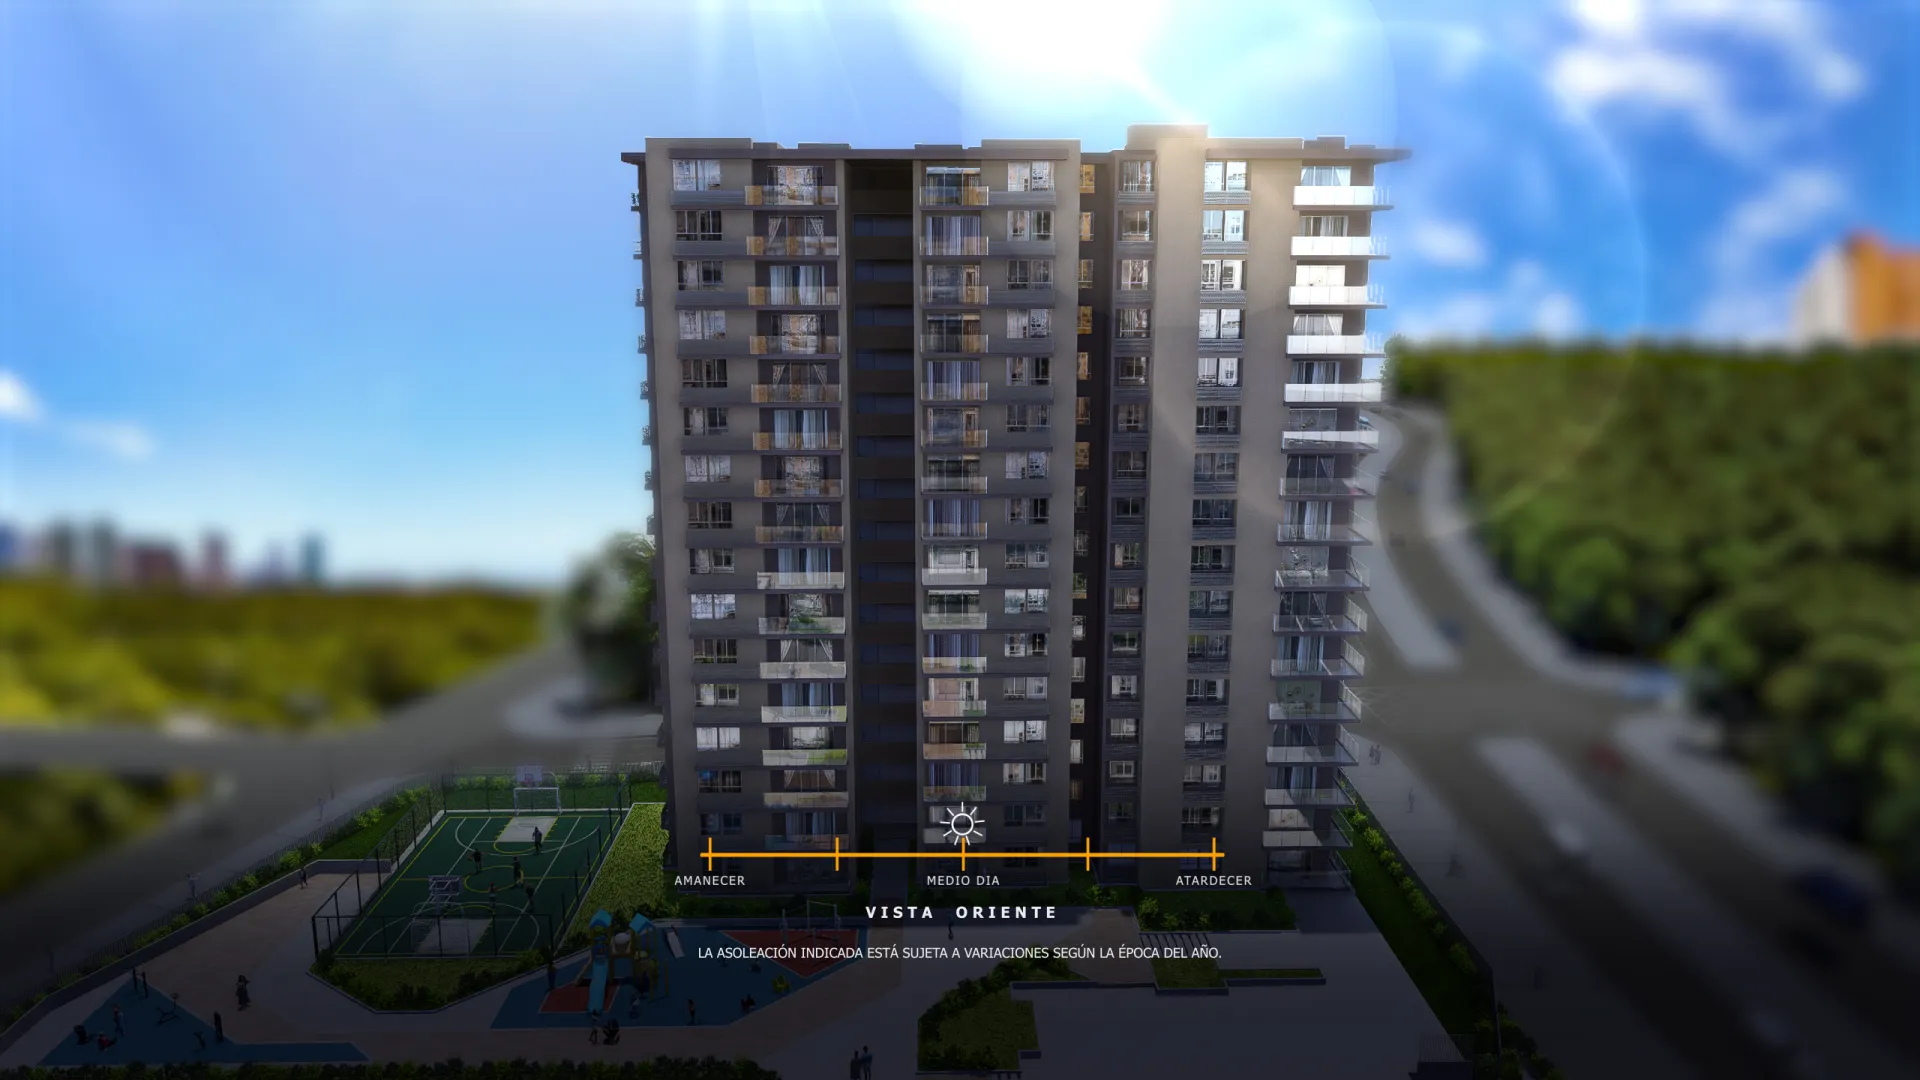 AMANECER MEDIO DIA ATARDECER
VISTA ORIENTE
LA ASOLEACIÓN INDICADA ESTÁ SUJETA A VARIACIONES SEGÚN LA ÉPOCA DEL AÑO.